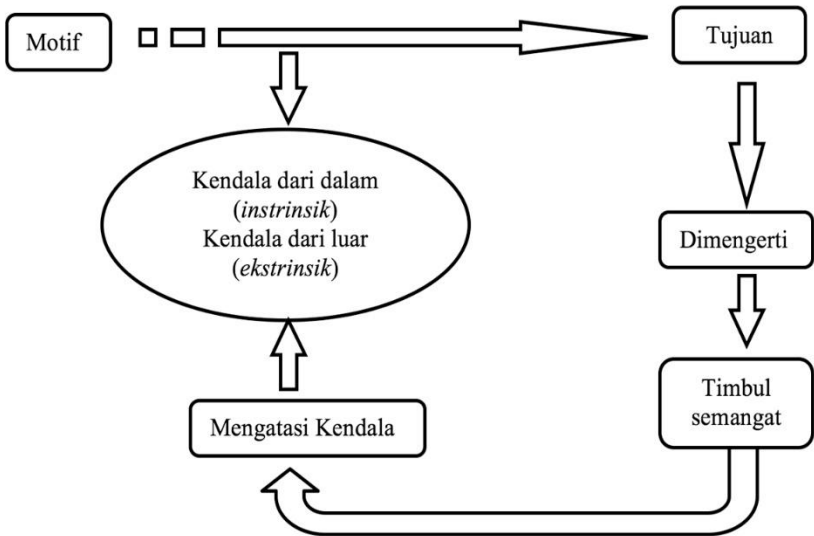 Motif
Tujuan
Kendala dari dalam
(instrinsik)
Kendala dari luar
(ekstrinsik)
Dimengerti
Timbul
semangat
Mengatasi Kendala